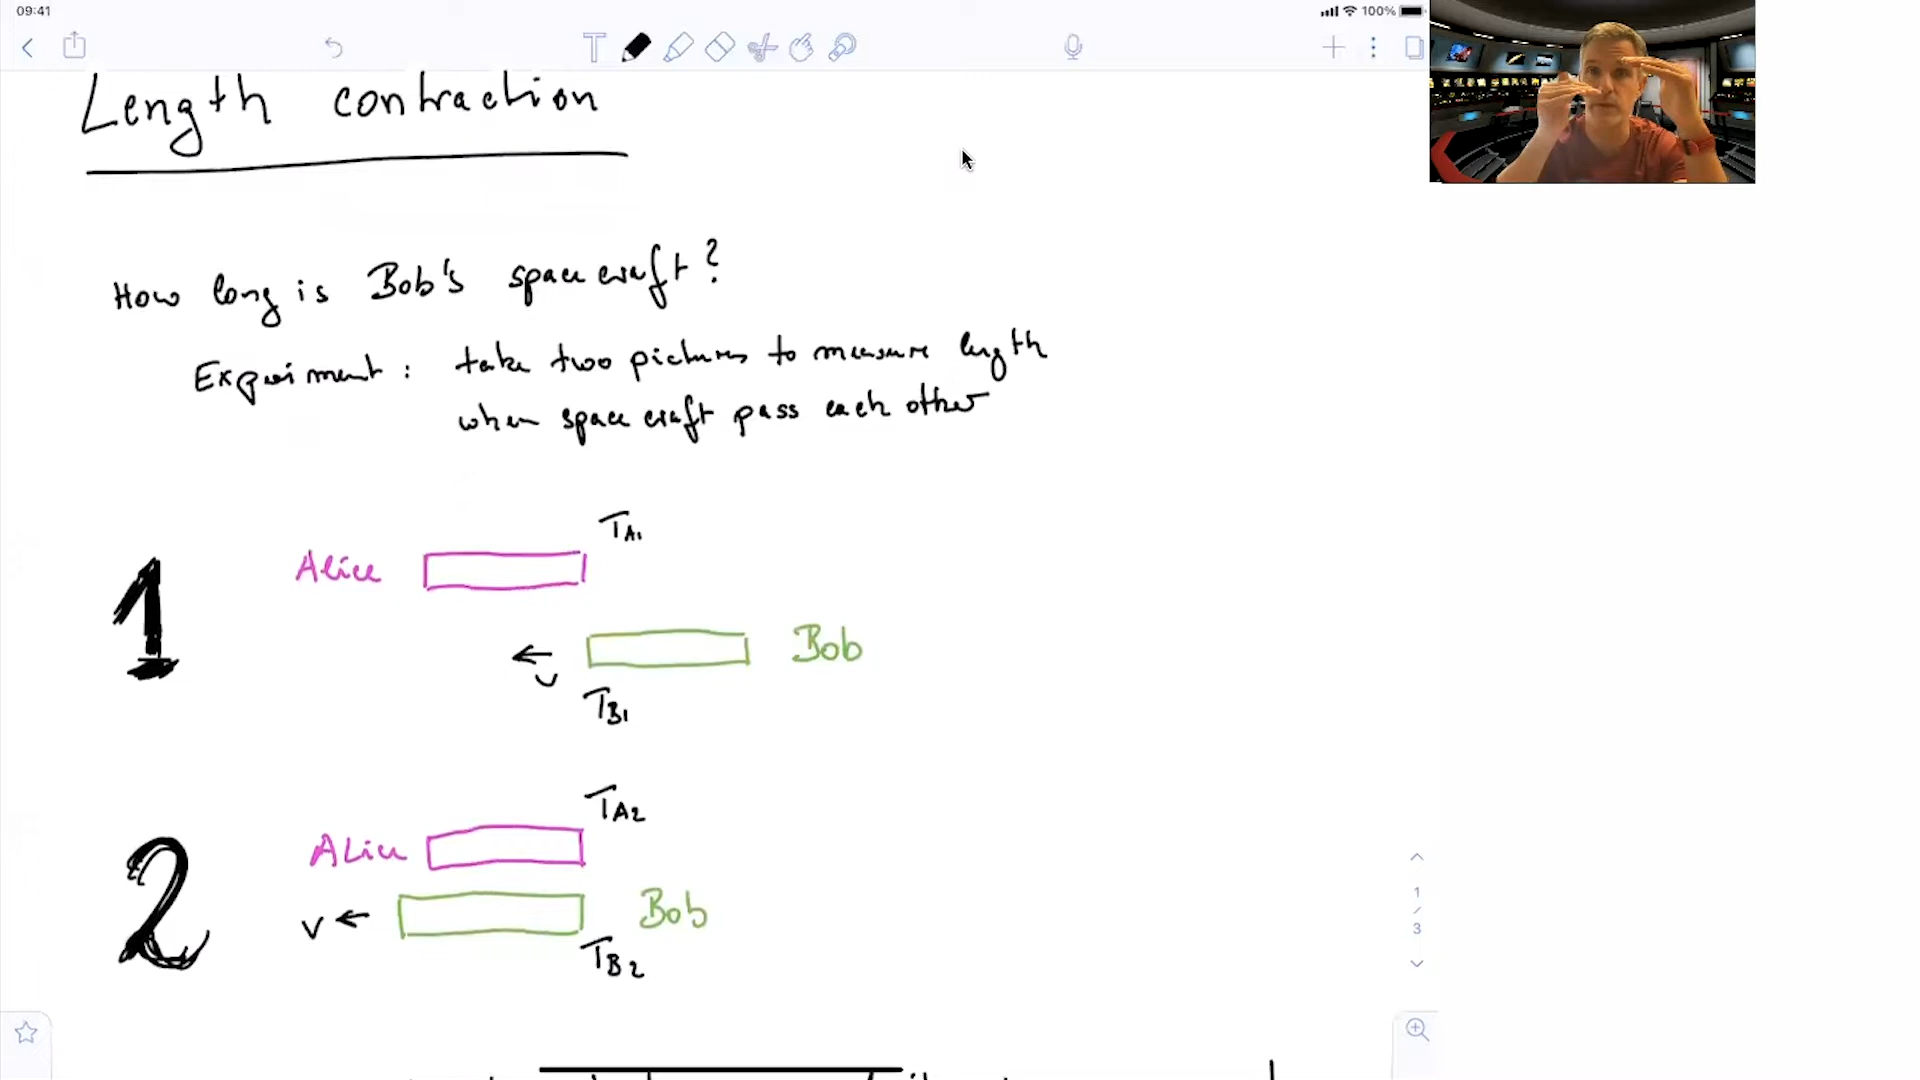 09:41
100%
Length contraction
How long is Bob's spacecraft?
Experiment: take two pictures to measure length
when spacecraft pass each other
TA1
1
Alice
Bob
v
TB1
TA2
2
Alice
v
Bob
TB2
1
/
3